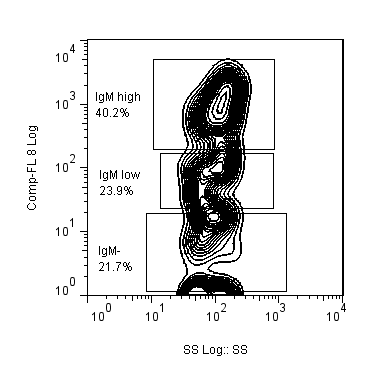 10^4
10^3
10^2
10^1
10^0
Comp-FL 8 Log
IgM high
40.2%
IgM low
23.9%
IgM-
21.7%
10^0 10^1 10^2 10^3 10^4
SS Log:: SS